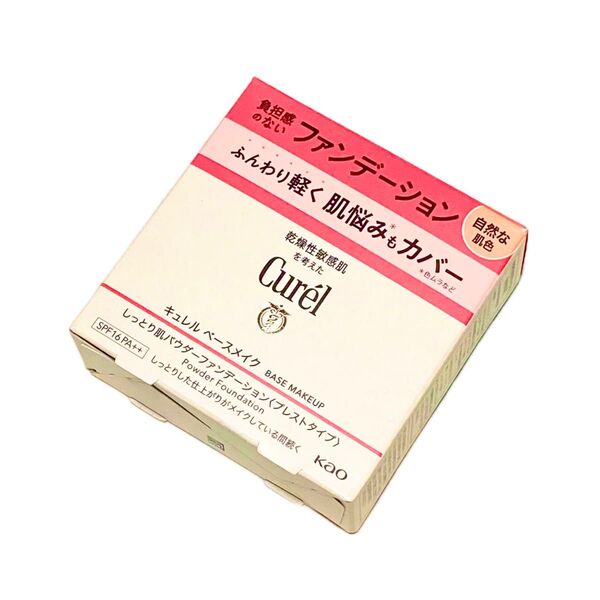 負担感
のない
ファンデーション
ふんわり軽く 肌悩み*も カバー
*色ムラなど
自然な
肌色
乾燥性敏感肌
を考えた
Curél
キュレル ベースメイク BASE MAKEUP
しっとり肌パウダーファンデーション〈プレストタイプ〉
SPF16 PA++
Powder Foundation
しっとりした仕上がりがメイクしている間続く
Kao